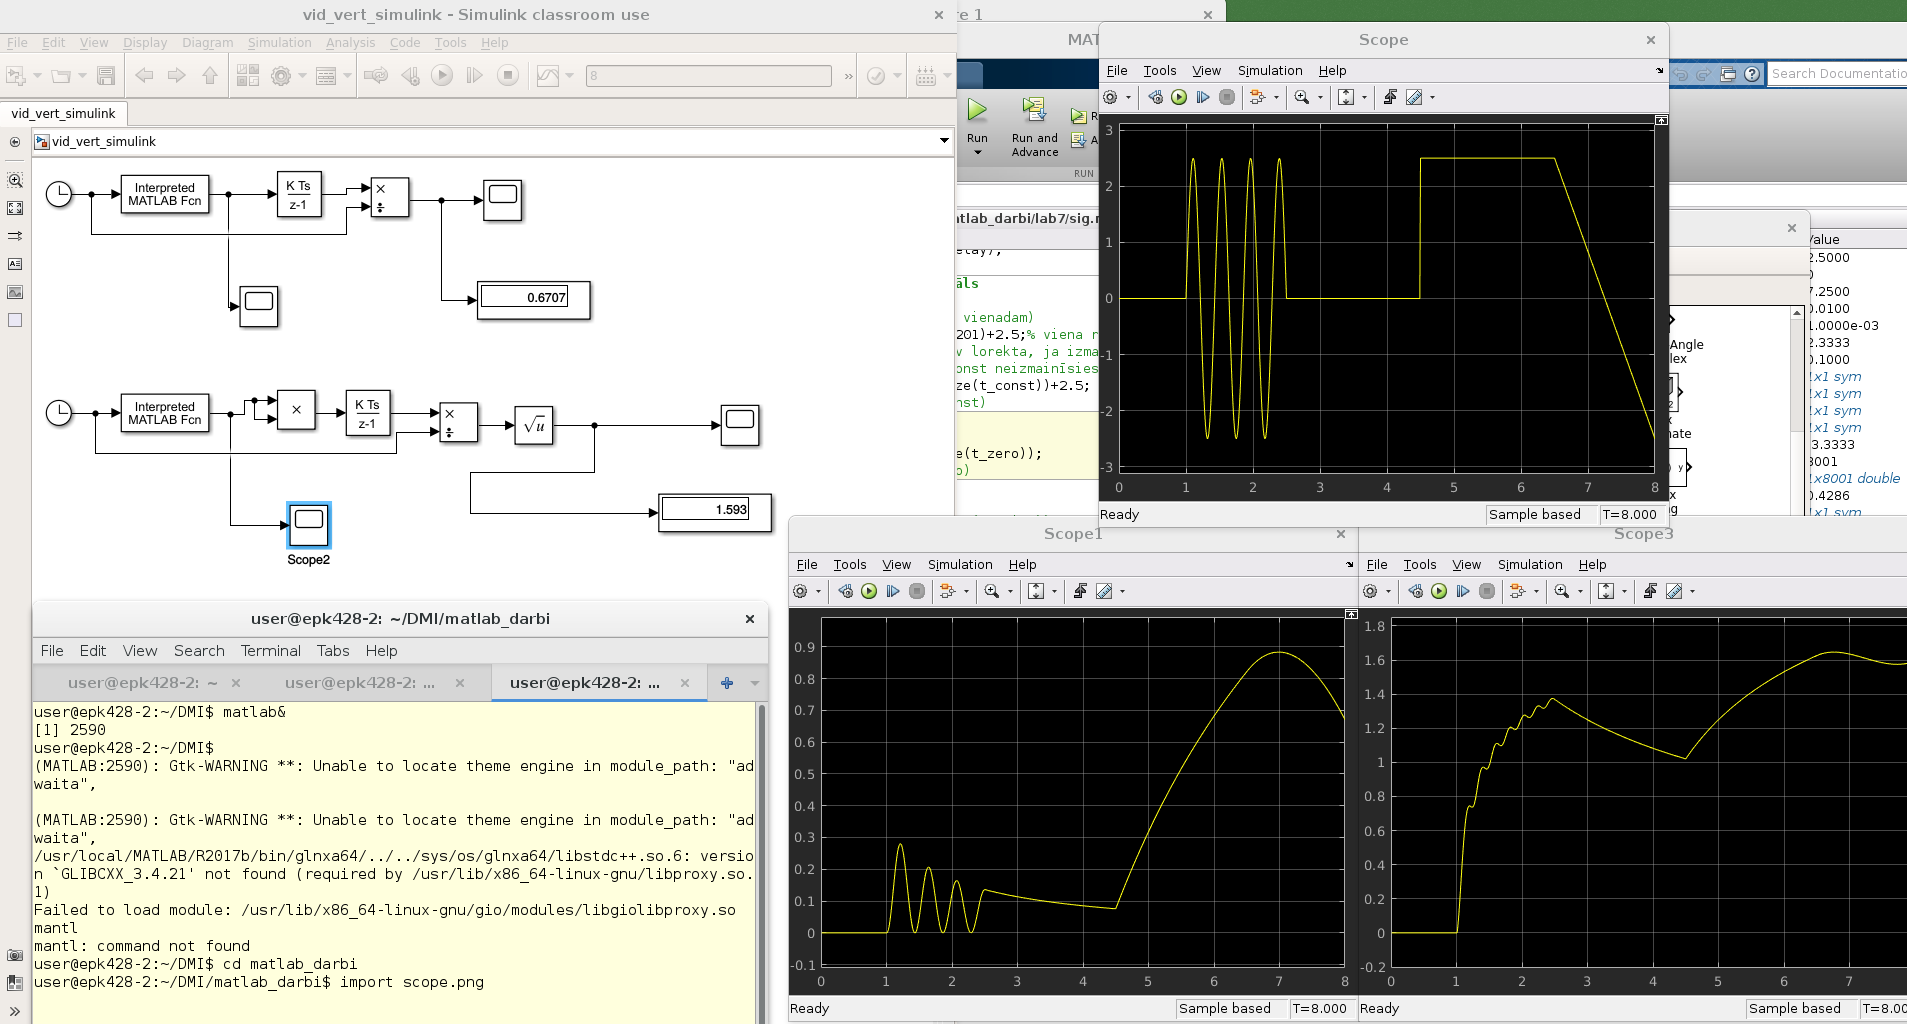 vid_vert_simulink - Simulink classroom use
File Edit View Display Diagram Simulation Analysis Code Tools Help
8
»
vid_vert_simulink
vid_vert_simulink
Interpreted
MATLAB Fcn
K Ts
z-1
×
÷
0.6707
Interpreted
MATLAB Fcn
×
K Ts
z-1
×
÷
√u
1.593
Scope2
user@epk428-2: ~/DMI/matlab_darbi
File Edit View Search Terminal Tabs Help
user@epk428-2: ~
user@epk428-2: ...
user@epk428-2: ...
user@epk428-2:~/DMI$ matlab&
[1] 2590
user@epk428-2:~/DMI$
(MATLAB:2590): Gtk-WARNING **: Unable to locate theme engine in module_path: "ad
waita",
(MATLAB:2590): Gtk-WARNING **: Unable to locate theme engine in module_path: "ad
waita",
/usr/local/MATLAB/R2017b/bin/glnxa64/../../sys/os/glnxa64/libstdc++.so.6: versio
n `GLIBCXX_3.4.21' not found (required by /usr/lib/x86_64-linux-gnu/libproxy.so.
1)
Failed to load module: /usr/lib/x86_64-linux-gnu/gio/modules/libgiolibproxy.so
mantl
mantl: command not found
user@epk428-2:~/DMI$ cd matlab_darbi
user@epk428-2:~/DMI/matlab_darbi$ import scope.png
re 1
MAT
Run
Run and
Advance
R
A
RUN
Search Documentatio
atlab_darbi/lab7/sig.m
elay);
āls
vienadam)
201)+2.5;% viena r
v lorekta, ja izma
onst neizmainīsies
ze(t_const))+2.5;
nst)
e(t_zero));
o)
Scope
File Tools View Simulation Help
3
2
1
0
-1
-2
-3
0 1 2 3 4 5 6 7 8
Ready
Sample based
T=8.000
Value
2.5000
0
7.2500
0.0100
1.0000e-03
2.3333
0.1000
1x1 sym
1x1 sym
1x1 sym
1x1 sym
3.3333
8001
1x8001 double
0.4286
1x1 sym
Angle
lex
x
nate
y
ng
Scope1
File Tools View Simulation Help
0.9
0.8
0.7
0.6
0.5
0.4
0.3
0.2
0.1
0
-0.1
0 1 2 3 4 5 6 7 8
Ready
Sample based
T=8.000
Scope3
File Tools View Simulation Help
1.8
1.6
1.4
1.2
1
0.8
0.6
0.4
0.2
0
-0.2
0 1 2 3 4 5 6 7
Ready
Sample based
T=8.00